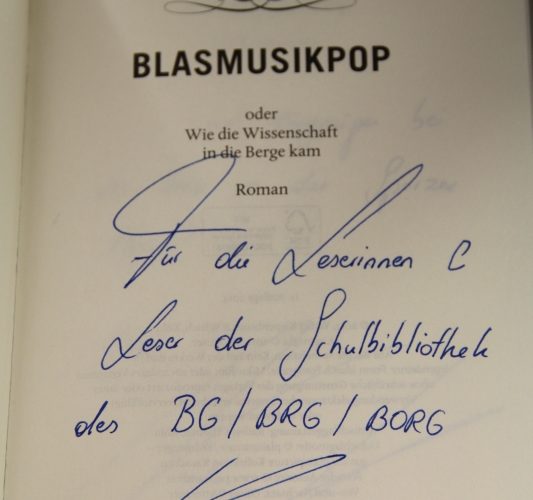 BLASMUSIKPOP
oder
Wie die Wissenschaft
in die Berge kam
Roman
Für die Leserinnen &
Leser der Schulbibliothek
des BG / BRG / BORG